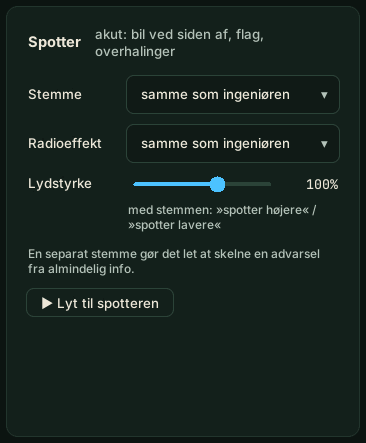 Spotter
akut: bil ved siden af, flag,
overhalinger
Stemme
samme som ingeniøren
Radioeffekt
samme som ingeniøren
Lydstyrke
100%
med stemmen: »spotter højere« /
»spotter lavere«
En separat stemme gør det let at skelne en advarsel
fra almindelig info.
▶ Lyt til spotteren